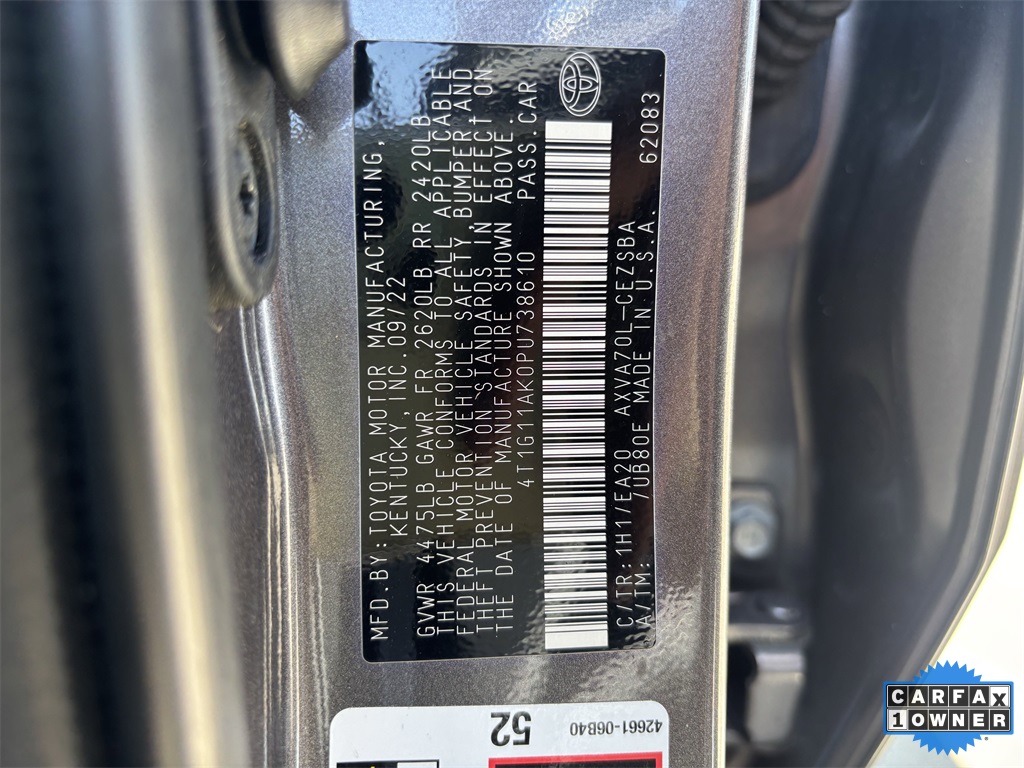 MFD.BY:TOYOTA MOTOR MANUFACTURING,
KENTUCKY,INC.09/22
GVWR 4475LB GAWR FR 2620LB RR 2420LB
THIS VEHICLE CONFORMS TO ALL APPLICABLE
FEDERAL MOTOR VEHICLE SAFETY,BUMPER,AND
THEFT PREVENTION STANDARDS IN EFFECT ON
THE DATE OF MANUFACTURE SHOWN ABOVE.
4T1G11AK0PU738610 PASS.CAR
C/TR:1H1/EA20 AXVA70L-CEZSBA
A/TM: /UB80E MADE IN U.S.A. 62083
52
42661-06B40
CARFAX
1 OWNER